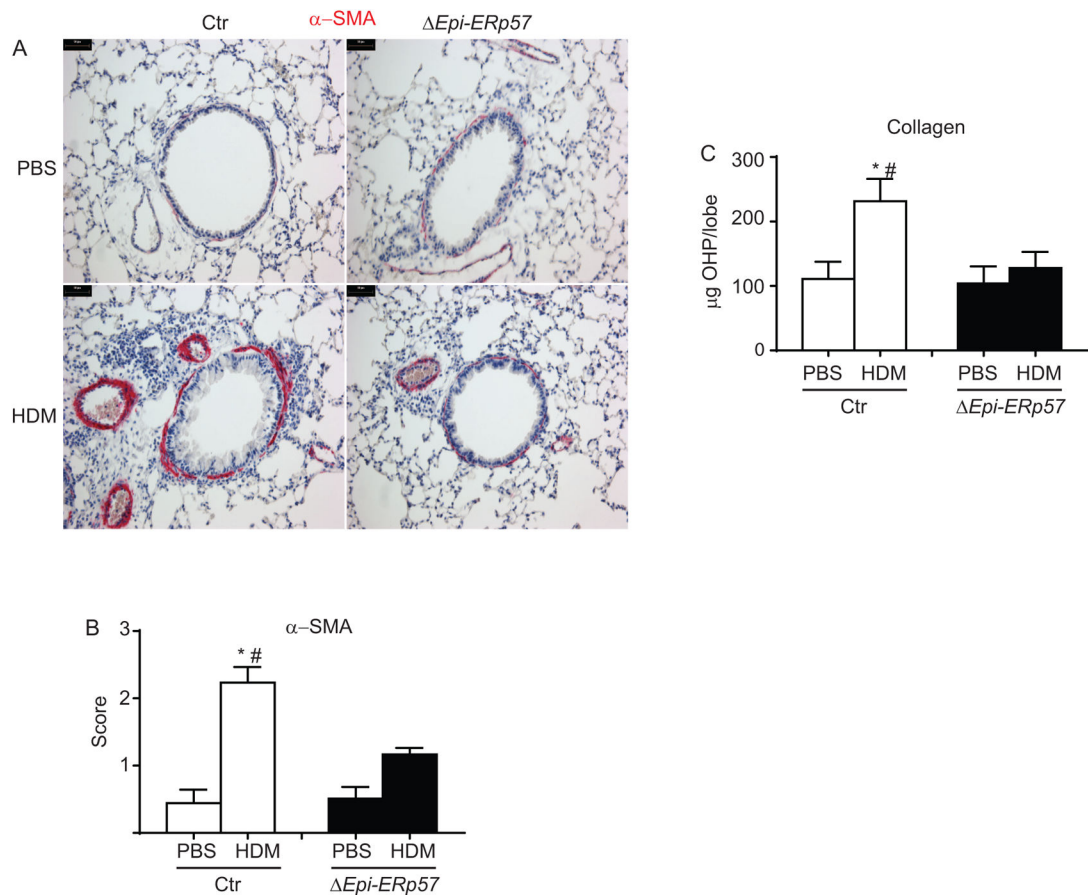 Ctr α–SMA ΔEpi-ERp57
A
PBS
HDM
C Collagen
µg OHP/lobe
300
200
100
0
* #
PBS HDM PBS HDM
Ctr ΔEpi-ERp57
B α–SMA
Score
3
2
1
* #
PBS HDM PBS HDM
Ctr ΔEpi-ERp57